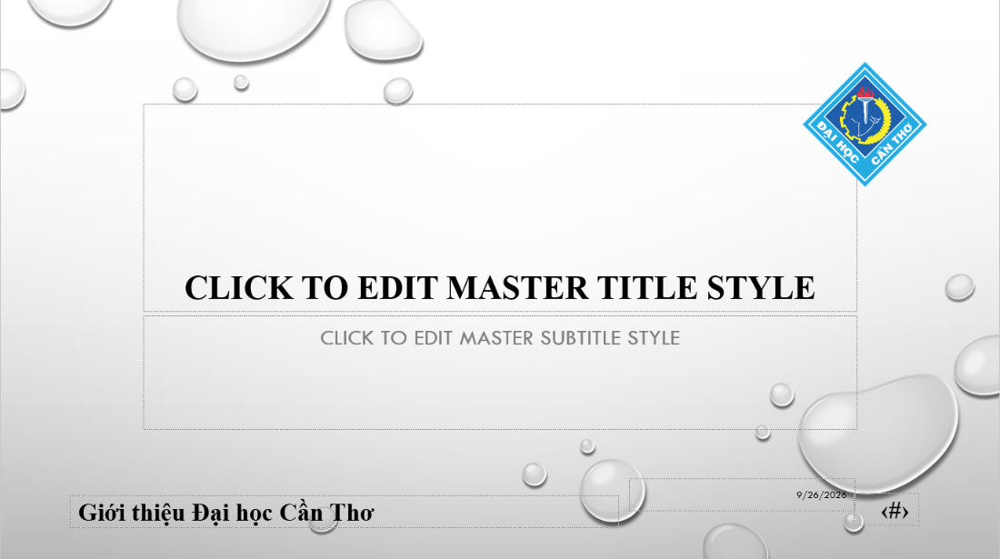 ĐẠI HỌC CẦN THƠ
CLICK TO EDIT MASTER TITLE STYLE
CLICK TO EDIT MASTER SUBTITLE STYLE
9/26/2026
Giới thiệu Đại học Cần Thơ
‹#›